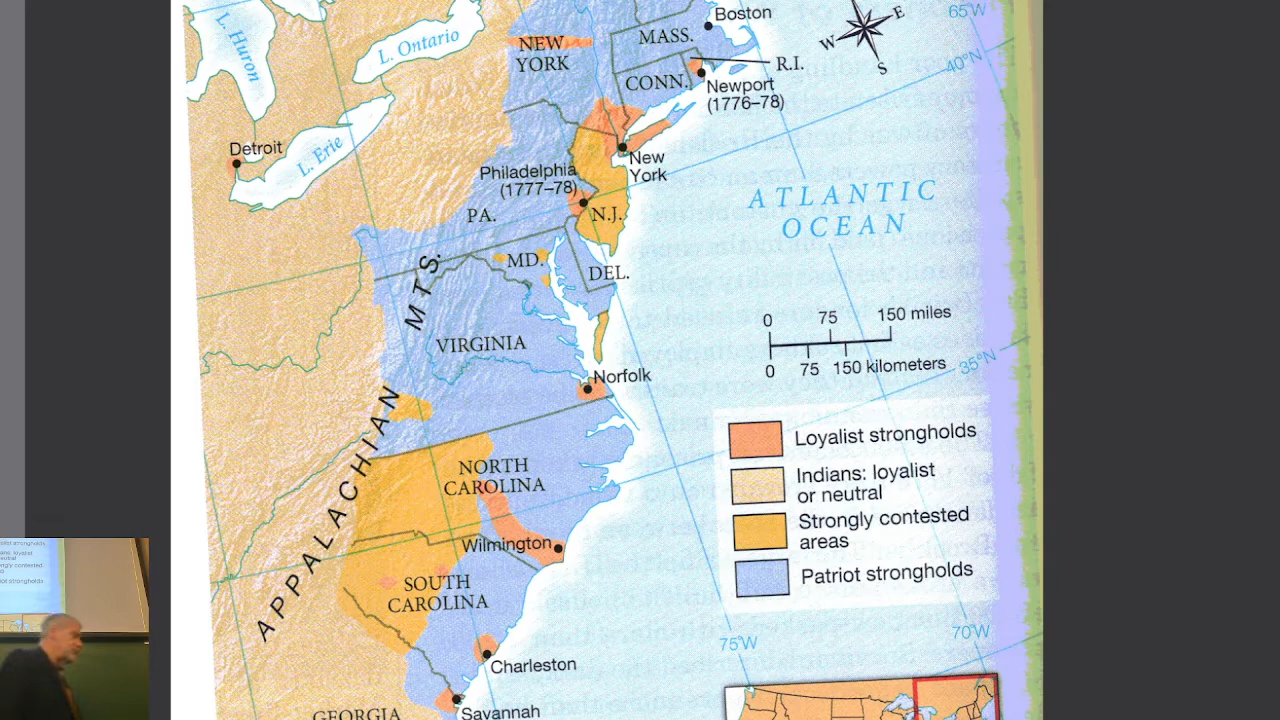 Boston
E
65°W
L. Huron
L. Ontario
NEW
YORK
MASS.
W
S
R.I.
40°N
CONN.
Newport
(1776–78)
Detroit
L. Erie
New
York
Philadelphia
(1777–78)
PA.
N.J.
ATLANTIC
OCEAN
MD.
DEL.
APPALACHIAN MTS.
VIRGINIA
0 75 150 miles
0 75 150 kilometers
35°N
Norfolk
Loyalist strongholds
Indians: loyalist
or neutral
Strongly contested
areas
Patriot strongholds
NORTH
CAROLINA
Wilmington
SOUTH
CAROLINA
75°W
70°W
Charleston
Savannah
GEORGIA